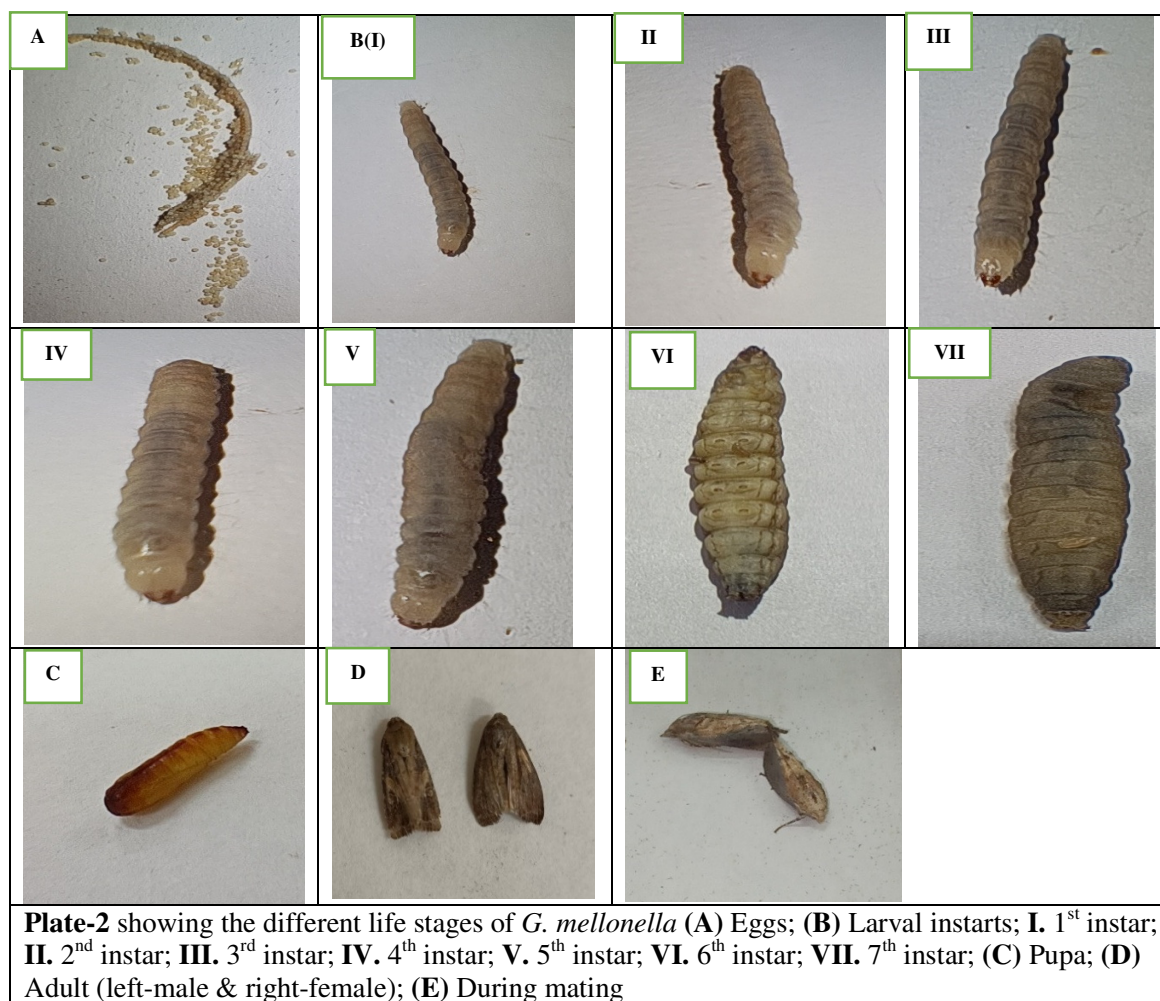 A
B(I)
II
III
IV
V
VI
VII
C
D
E
Plate-2 showing the different life stages of G. mellonella (A) Eggs; (B) Larval instarts; I. 1st instar;
II. 2nd instar; III. 3rd instar; IV. 4th instar; V. 5th instar; VI. 6th instar; VII. 7th instar; (C) Pupa; (D)
Adult (left-male & right-female); (E) During mating